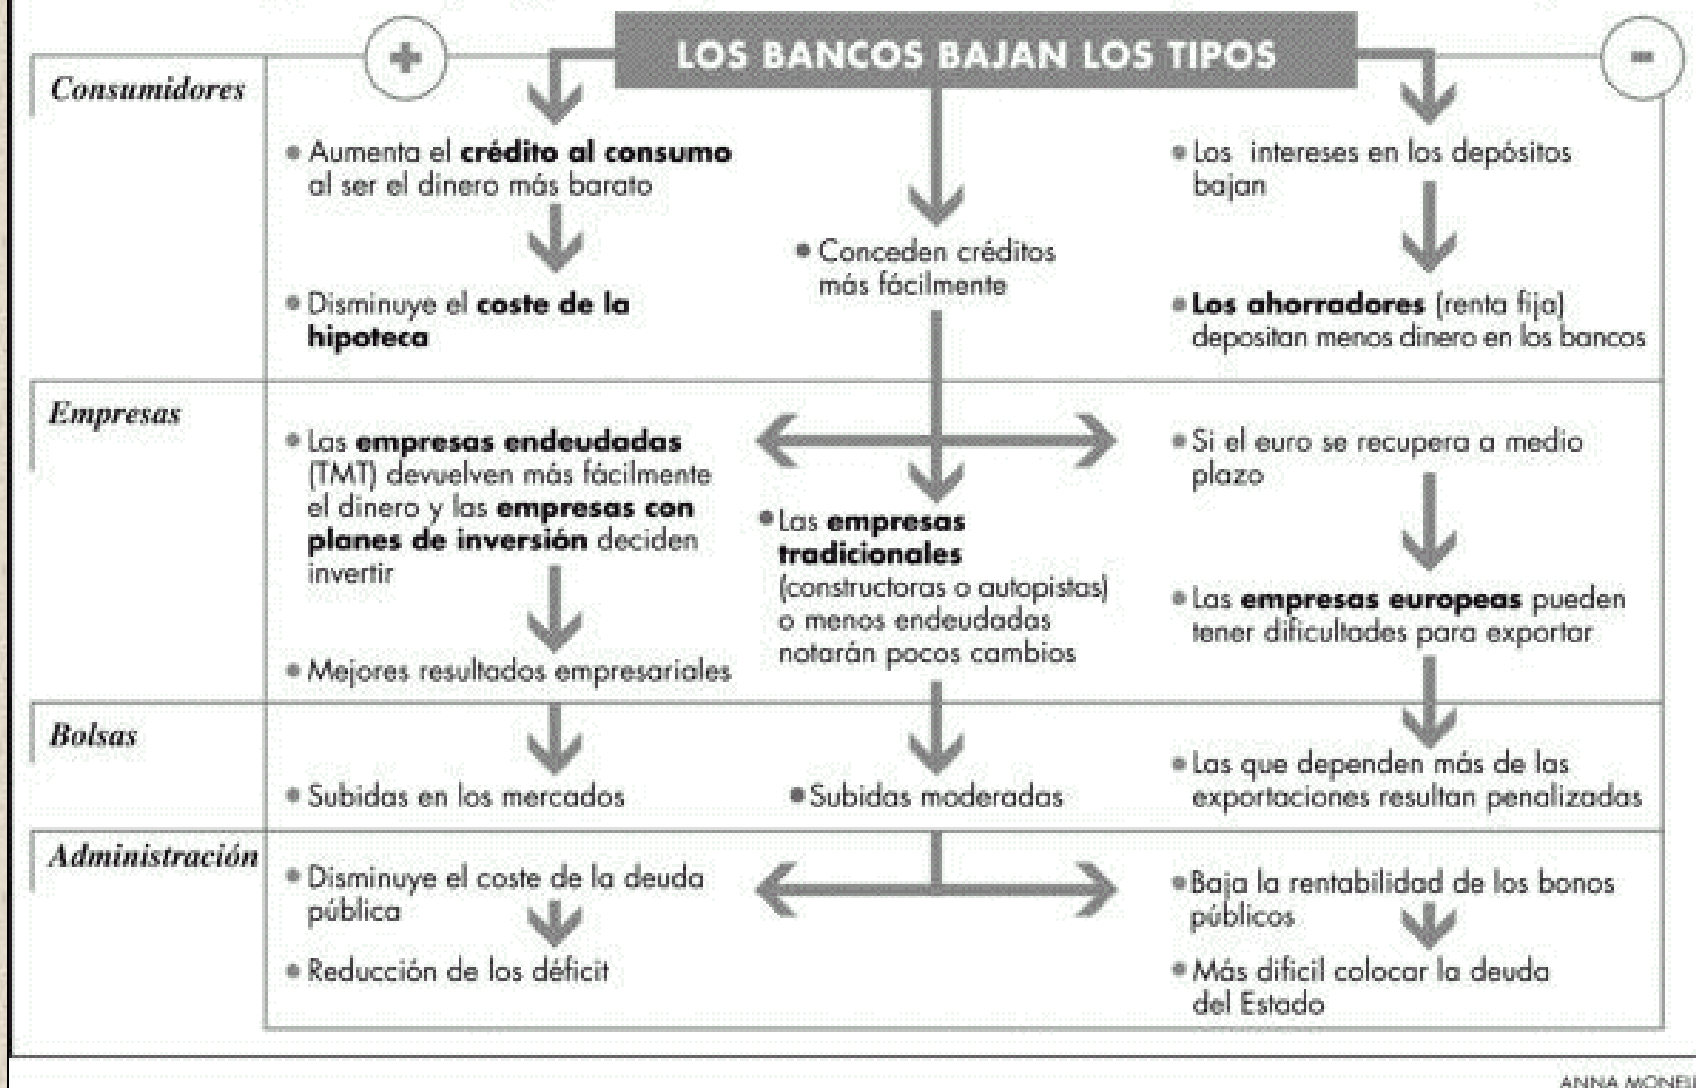 LOS BANCOS BAJAN LOS TIPOS
+
-
Consumidores
• Aumenta el crédito al consumo
al ser el dinero más barato
• Disminuye el coste de la
hipoteca
• Conceden créditos
más fácilmente
• Los intereses en los depósitos
bajan
• Los ahorradores (renta fija)
depositan menos dinero en los bancos
Empresas
• Las empresas endeudadas
(TMT) devuelven más fácilmente
el dinero y las empresas con
planes de inversión deciden
invertir
• Mejores resultados empresariales
• Las empresas
tradicionales
(constructoras o autopistas)
o menos endeudadas
notarán pocos cambios
• Si el euro se recupera a medio
plazo
• Las empresas europeas pueden
tener dificultades para exportar
Bolsas
• Subidas en los mercados
• Subidas moderadas
• Las que dependen más de las
exportaciones resultan penalizadas
Administración
• Disminuye el coste de la deuda
pública
• Reducción de los déficit
• Baja la rentabilidad de los bonos
públicos
• Más dificil colocar la deuda
del Estado
ANNA